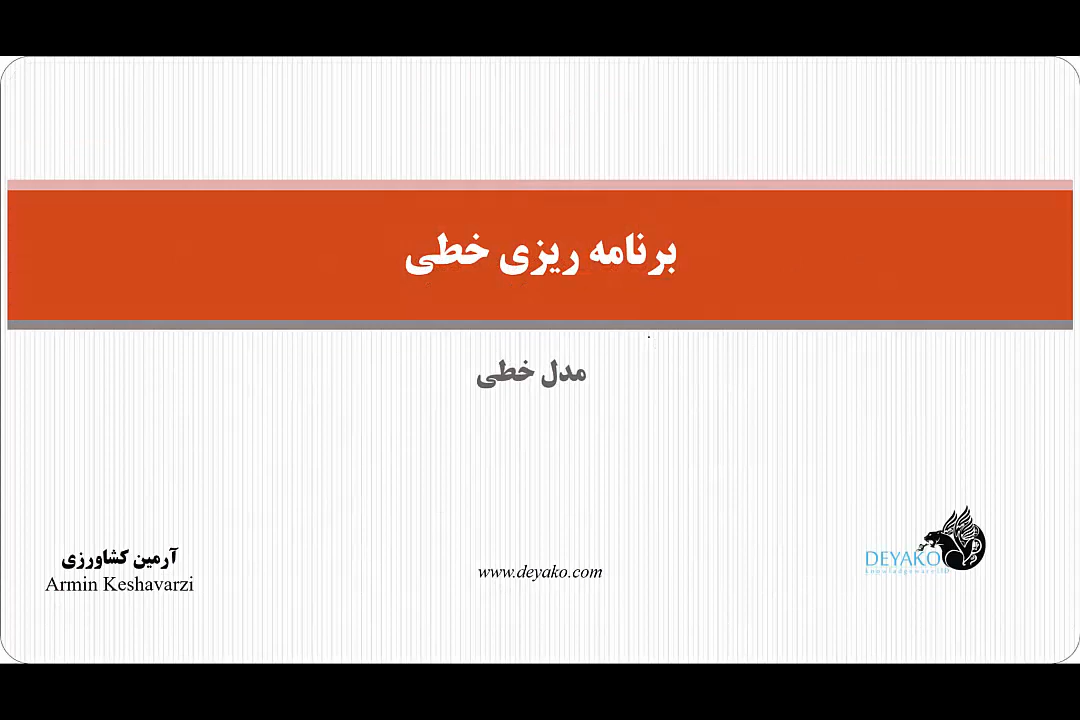 برنامه ریزی خطی
مدل خطی
آرمین کشاورزی
Armin Keshavarzi
www.deyako.com
DEYAKO